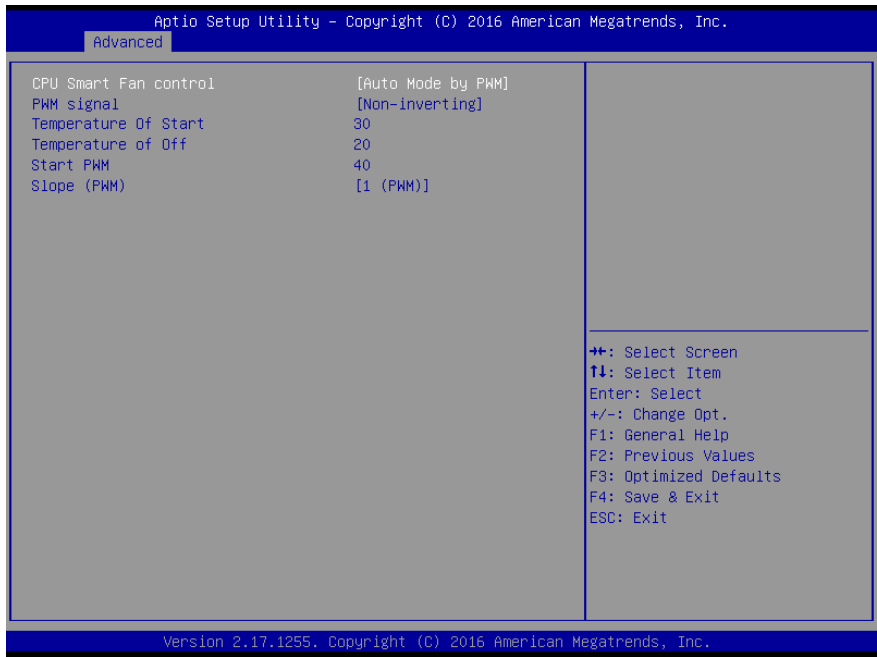 Aptio Setup Utility – Copyright (C) 2016 American Megatrends, Inc.
Advanced
CPU Smart Fan control [Auto Mode by PWM]
PWM signal [Non-inverting]
Temperature Of Start 30
Temperature of Off 20
Start PWM 40
Slope (PWM) [1 (PWM)]
→←: Select Screen
↑↓: Select Item
Enter: Select
+/-: Change Opt.
F1: General Help
F2: Previous Values
F3: Optimized Defaults
F4: Save & Exit
ESC: Exit
Version 2.17.1255. Copyright (C) 2016 American Megatrends, Inc.